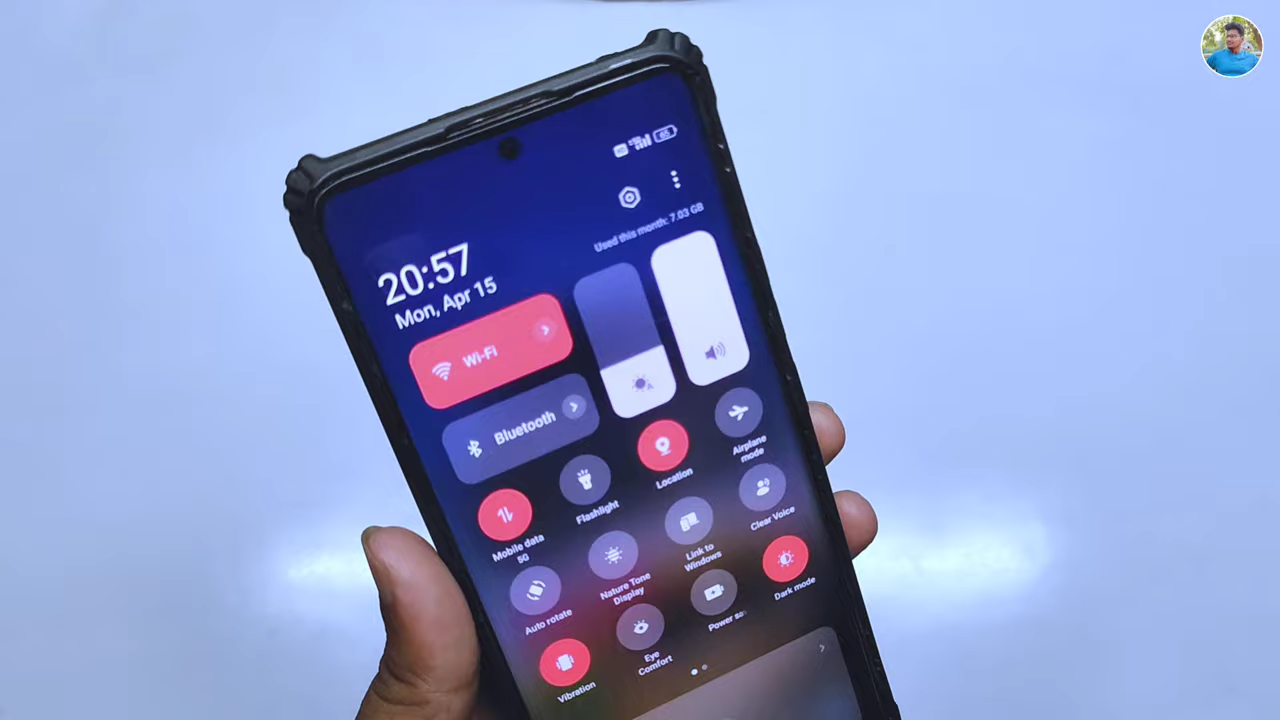 Used this month: 7.03 GB
20:57
Mon, Apr 15
Wi-Fi
Bluetooth
Mobile data
5G
Flashlight
Location
Airplane
mode
Auto rotate
Nature Tone
Display
Link to
Windows
Clear Voice
Vibration
Eye
Comfort
Power
Dark mode